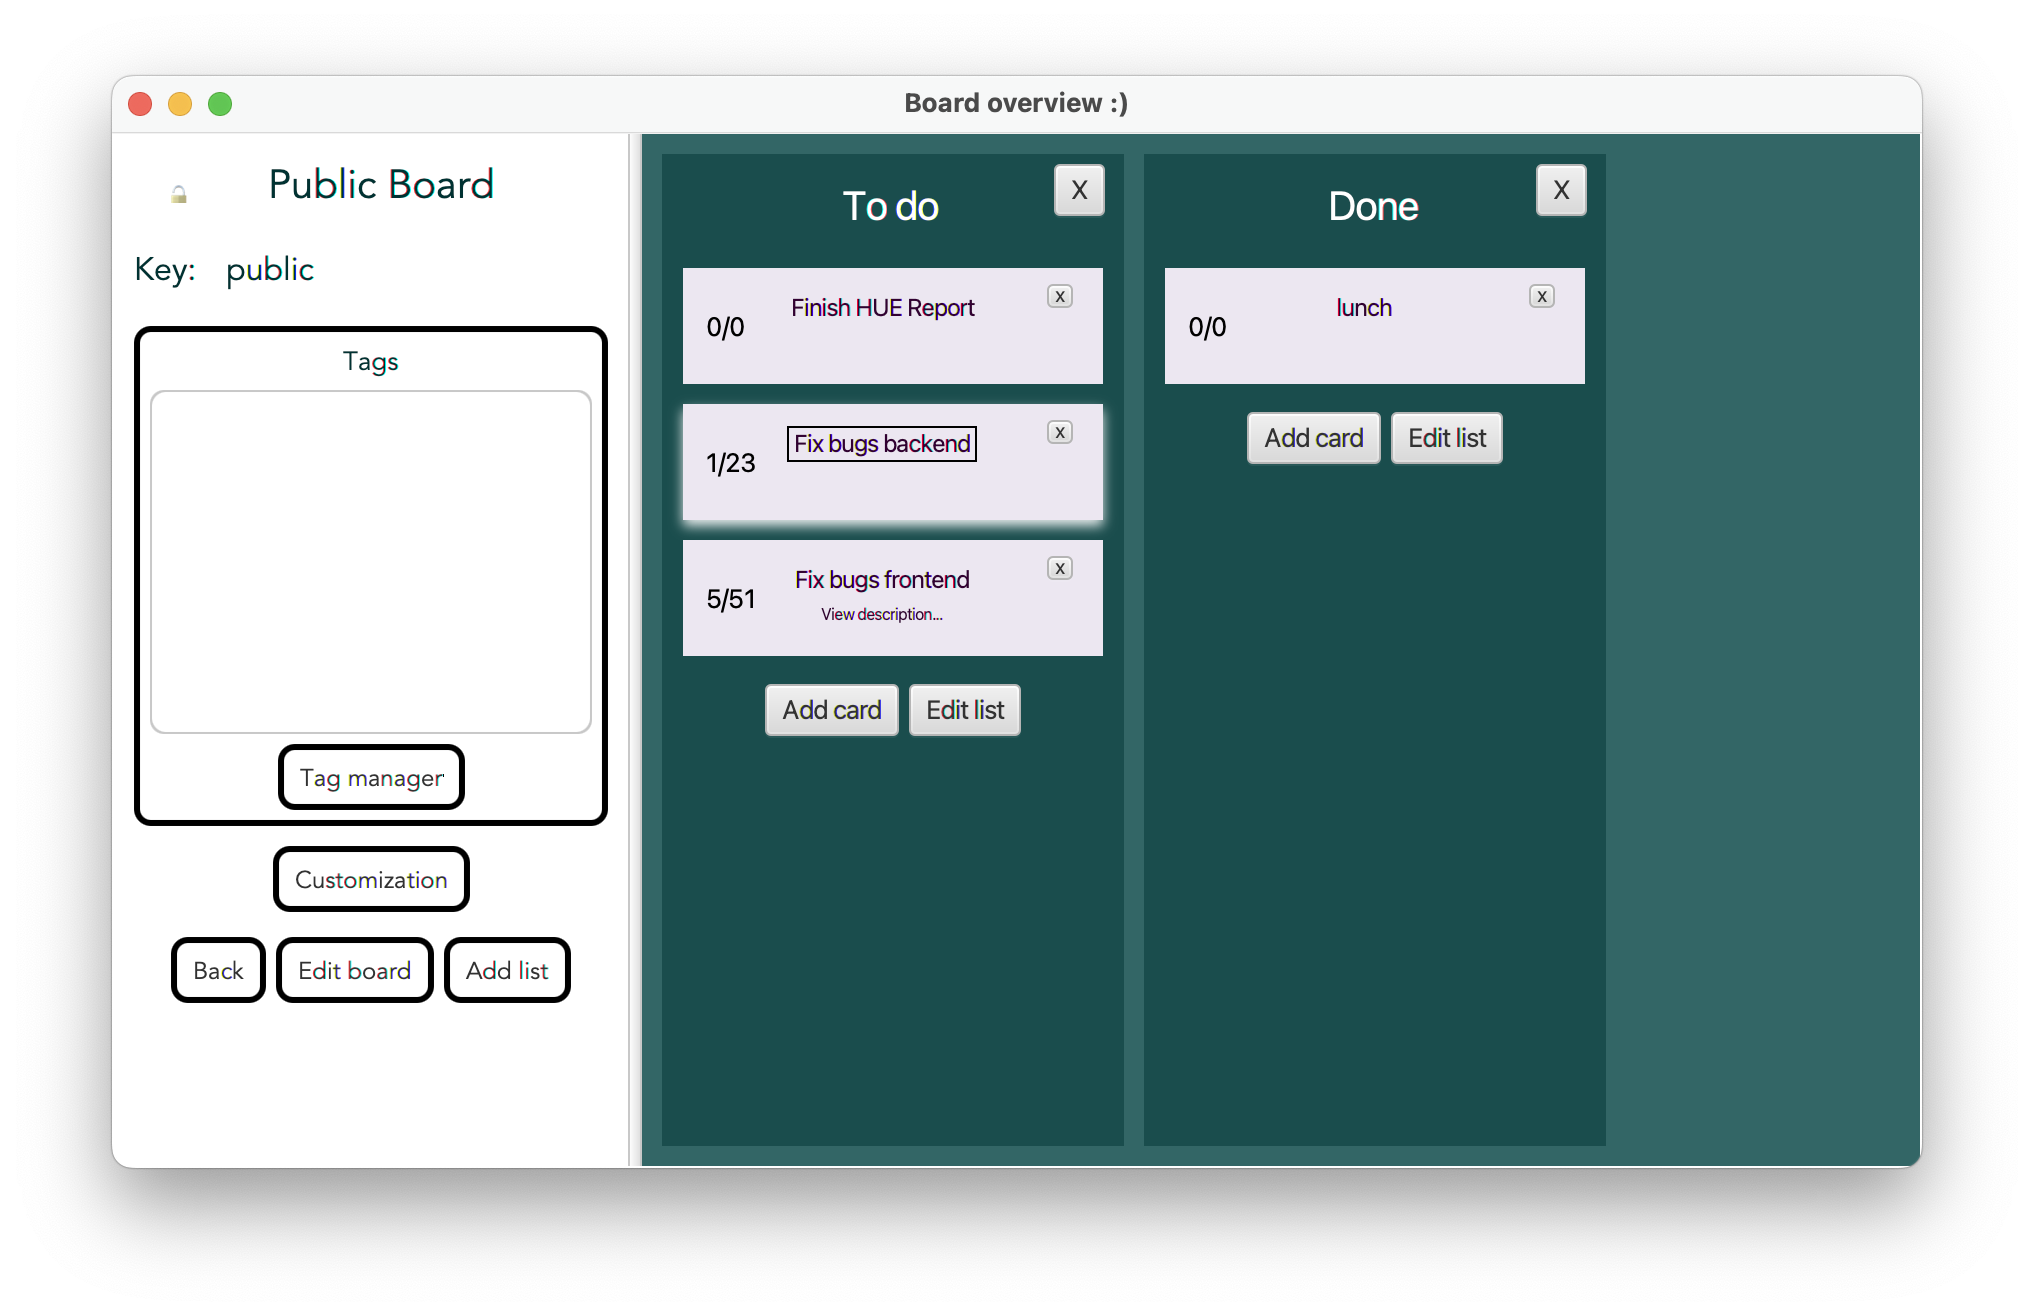 Board overview :)
Public Board
Key: public
Tags
Tag manager
Customization
Back
Edit board
Add list
To do
X
0/0
Finish HUE Report
x
1/23
Fix bugs backend
x
5/51
Fix bugs frontend
View description...
x
Add card
Edit list
Done
X
0/0
lunch
x
Add card
Edit list